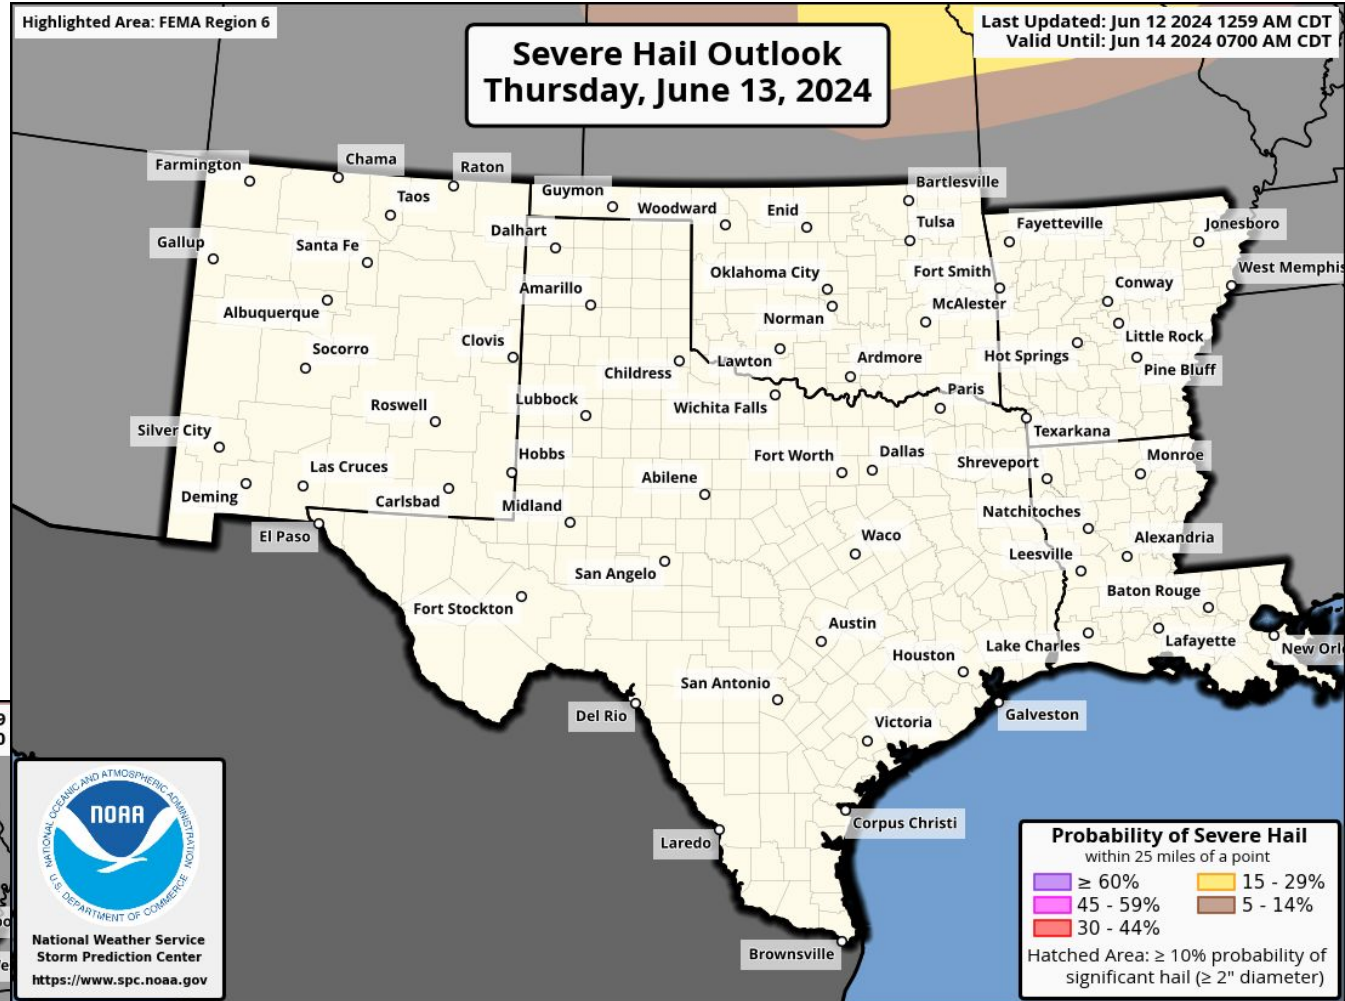 Highlighted Area: FEMA Region 6
Severe Hail Outlook
Thursday, June 13, 2024
Last Updated: Jun 12 2024 1259 AM CDT
Valid Until: Jun 14 2024 0700 AM CDT
Farmington
Chama
Raton
Taos
Guymon
Woodward
Enid
Bartlesville
Tulsa
Fayetteville
Jonesboro
Gallup
Santa Fe
Dalhart
Oklahoma City
Fort Smith
West Memphis
Albuquerque
Amarillo
Norman
McAlester
Conway
Socorro
Clovis
Childress
Lawton
Ardmore
Hot Springs
Little Rock
Pine Bluff
Roswell
Lubbock
Wichita Falls
Paris
Texarkana
Silver City
Las Cruces
Hobbs
Abilene
Fort Worth
Dallas
Shreveport
Monroe
Deming
Carlsbad
Midland
Natchitoches
El Paso
San Angelo
Waco
Leesville
Alexandria
Fort Stockton
Baton Rouge
Austin
Houston
Lake Charles
Lafayette
New Orl
San Antonio
Del Rio
Victoria
Galveston
Laredo
Corpus Christi
Brownsville
9
0
NATIONAL OCEANIC AND ATMOSPHERIC ADMINISTRATION
NOAA
U.S. DEPARTMENT OF COMMERCE
National Weather Service
Storm Prediction Center
https://www.spc.noaa.gov
Probability of Severe Hail
within 25 miles of a point
≥ 60% 15 - 29%
45 - 59% 5 - 14%
30 - 44%
Hatched Area: ≥ 10% probability of
significant hail (≥ 2" diameter)